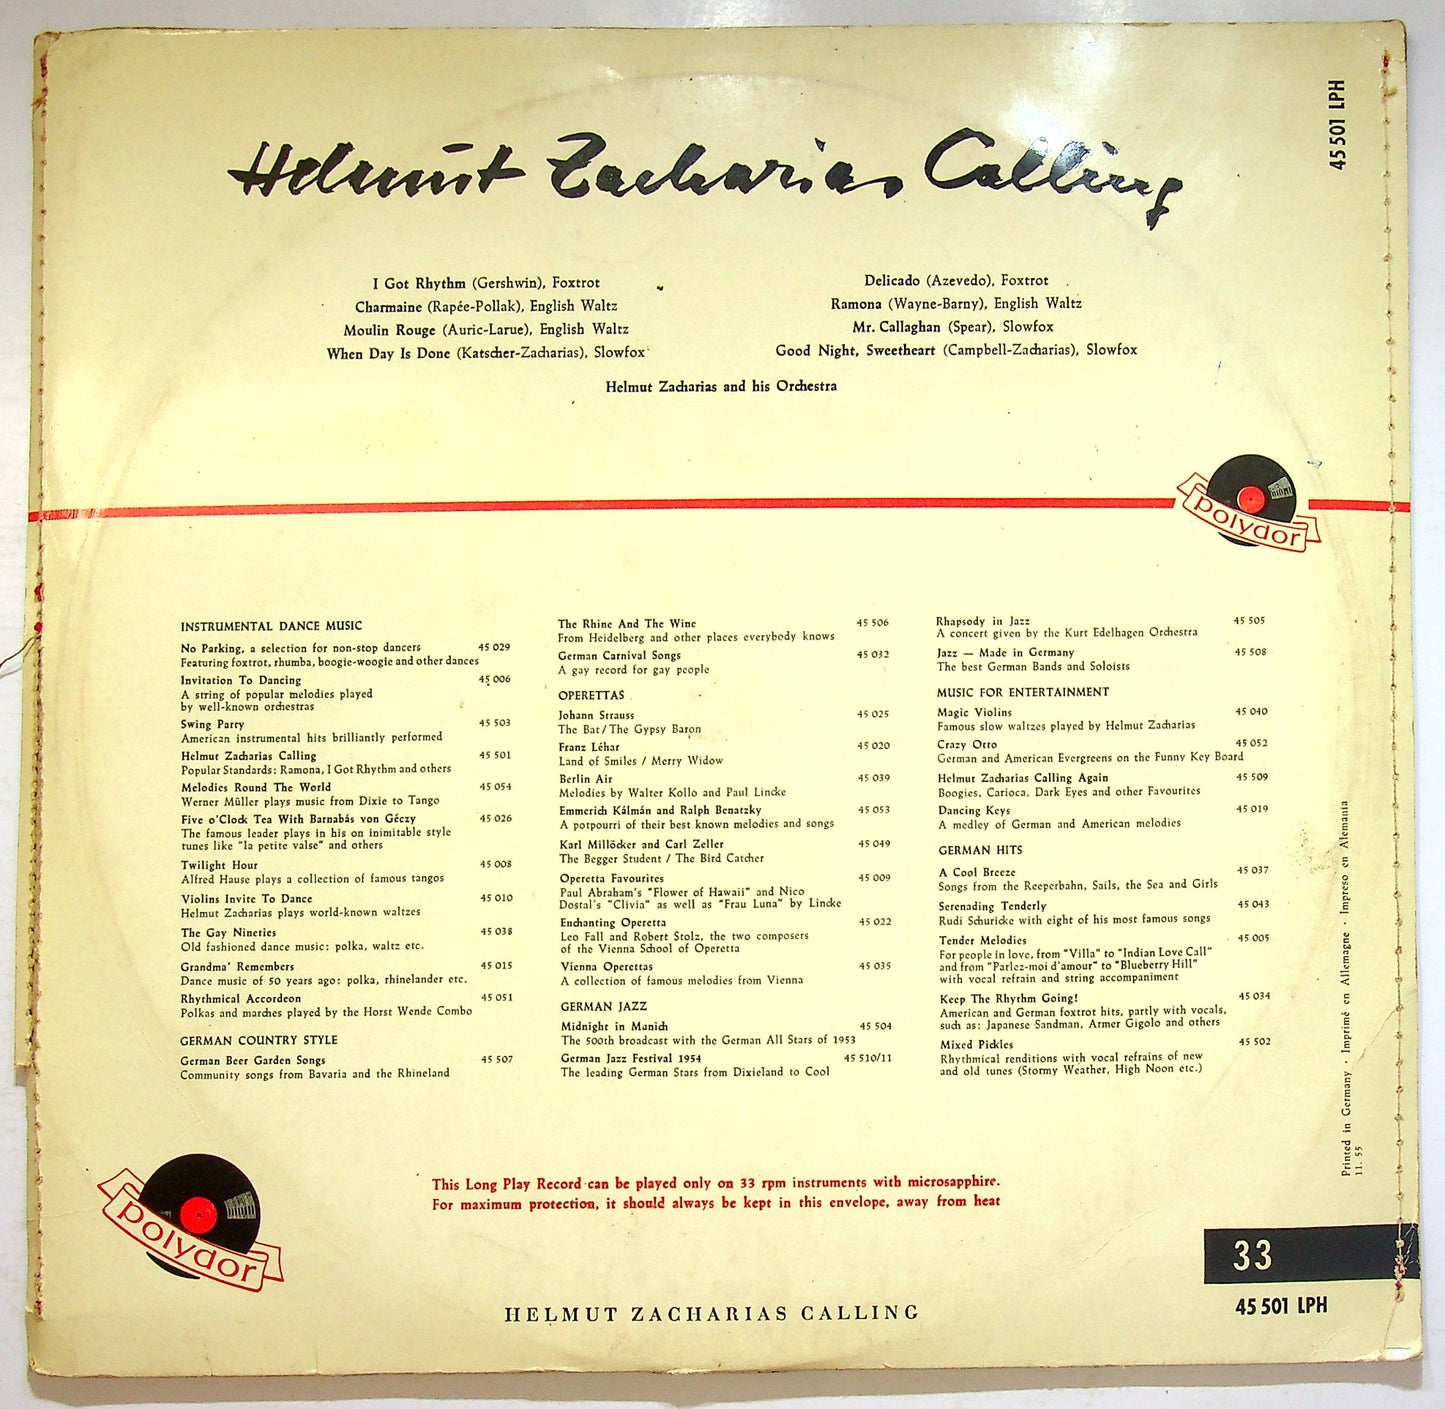 45 501 LPH
Helmut Zacharias Calling
I Got Rhythm (Gershwin), Foxtrot
Charmaine (Rapée-Pollak), English Waltz
Moulin Rouge (Auric-Larue), English Waltz
When Day Is Done (Katscher-Zacharias), Slowfox
Delicado (Azevedo), Foxtrot
Ramona (Wayne-Barny), English Waltz
Mr. Callaghan (Spear), Slowfox
Good Night, Sweetheart (Campbell-Zacharias), Slowfox
Helmut Zacharias and his Orchestra
polydor
INSTRUMENTAL DANCE MUSIC
No Parking, a selection for non-stop dancers 45 029
Featuring foxtrot, rhumba, boogie-woogie and other dances
Invitation To Dancing 45 006
A string of popular melodies played
by well-known orchestras
Swing Party 45 503
American instrumental hits brilliantly performed
Helmut Zacharias Calling 45 501
Popular Standards: Ramona, I Got Rhythm and others
Melodies Round The World 45 054
Werner Müller plays music from Dixie to Tango
Five o'Clock Tea With Barnabás von Géczy 45 026
The famous leader plays in his on inimitable style
tunes like "la petite valse" and others
Twilight Hour 45 008
Alfred Hause plays a collection of famous tangos
Violins Invite To Dance 45 010
Helmut Zacharias plays world-known waltzes
The Gay Nineties 45 038
Old fashioned dance music: polka, waltz etc.
Grandma' Remembers 45 015
Dance music of 50 years ago: polka, rhinelander etc.
Rhythmical Accordeon 45 051
Polkas and marches played by the Horst Wende Combo
GERMAN COUNTRY STYLE
German Beer Garden Songs 45 507
Community songs from Bavaria and the Rhineland
The Rhine And The Wine 45 506
From Heidelberg and other places everybody knows
German Carnival Songs 45 032
A gay record for gay people
OPERETTAS
Johann Strauss 45 025
The Bat / The Gypsy Baron
Franz Léhar 45 020
Land of Smiles / Merry Widow
Berlin Air 45 039
Melodies by Walter Kollo and Paul Lincke
Emmerich Kálmán and Ralph Benatzky 45 053
A potpourri of their best known melodies and songs
Karl Millöcker and Carl Zeller 45 049
The Begger Student / The Bird Catcher
Operetta Favourites 45 009
Paul Abraham's "Flower of Hawaii" and Nico
Dostal's "Clivia" as well as "Frau Luna" by Lincke
Enchanting Operetta 45 022
Leo Fall and Robert Stolz, the two composers
of the Vienna School of Operetta
Vienna Operettas 45 035
A collection of famous melodies from Vienna
GERMAN JAZZ
Midnight in Munich 45 504
The 500th broadcast with the German All Stars of 1953
German Jazz Festival 1954 45 510/11
The leading German Stars from Dixieland to Cool
Rhapsody in Jazz 45 505
A concert given by the Kurt Edelhagen Orchestra
Jazz — Made in Germany 45 508
The best German Bands and Soloists
MUSIC FOR ENTERTAINMENT
Magic Violins 45 040
Famous slow waltzes played by Helmut Zacharias
Crazy Otto 45 052
German and American Evergreens on the Funny Key Board
Helmut Zacharias Calling Again 45 509
Boogies, Carioca, Dark Eyes and other Favourites
Dancing Keys 45 019
A medley of German and American melodies
GERMAN HITS
A Cool Breeze 45 037
Songs from the Reeperbahn, Sails, the Sea and Girls
Serenading Tenderly 45 043
Rudi Schuricke with eight of his most famous songs
Tender Melodies 45 005
For people in love, from "Villa" to "Indian Love Call"
and from "Parlez-moi d'amour" to "Blueberry Hill"
with vocal refrain and string accompaniment
Keep The Rhythm Going! 45 034
American and German foxtrot hits, partly with vocals,
such as: Japanese Sandman, Armer Gigolo and others
Mixed Pickles 45 502
Rhythmical renditions with vocal refrains of new
and old tunes (Stormy Weather, High Noon etc.)
Printed in Germany · Imprimé en Allemagne · Impreso en Alemania
11. 55
polydor
This Long Play Record can be played only on 33 rpm instruments with microsapphire.
For maximum protection, it should always be kept in this envelope, away from heat
33
45 501 LPH
HELMUT ZACHARIAS CALLING